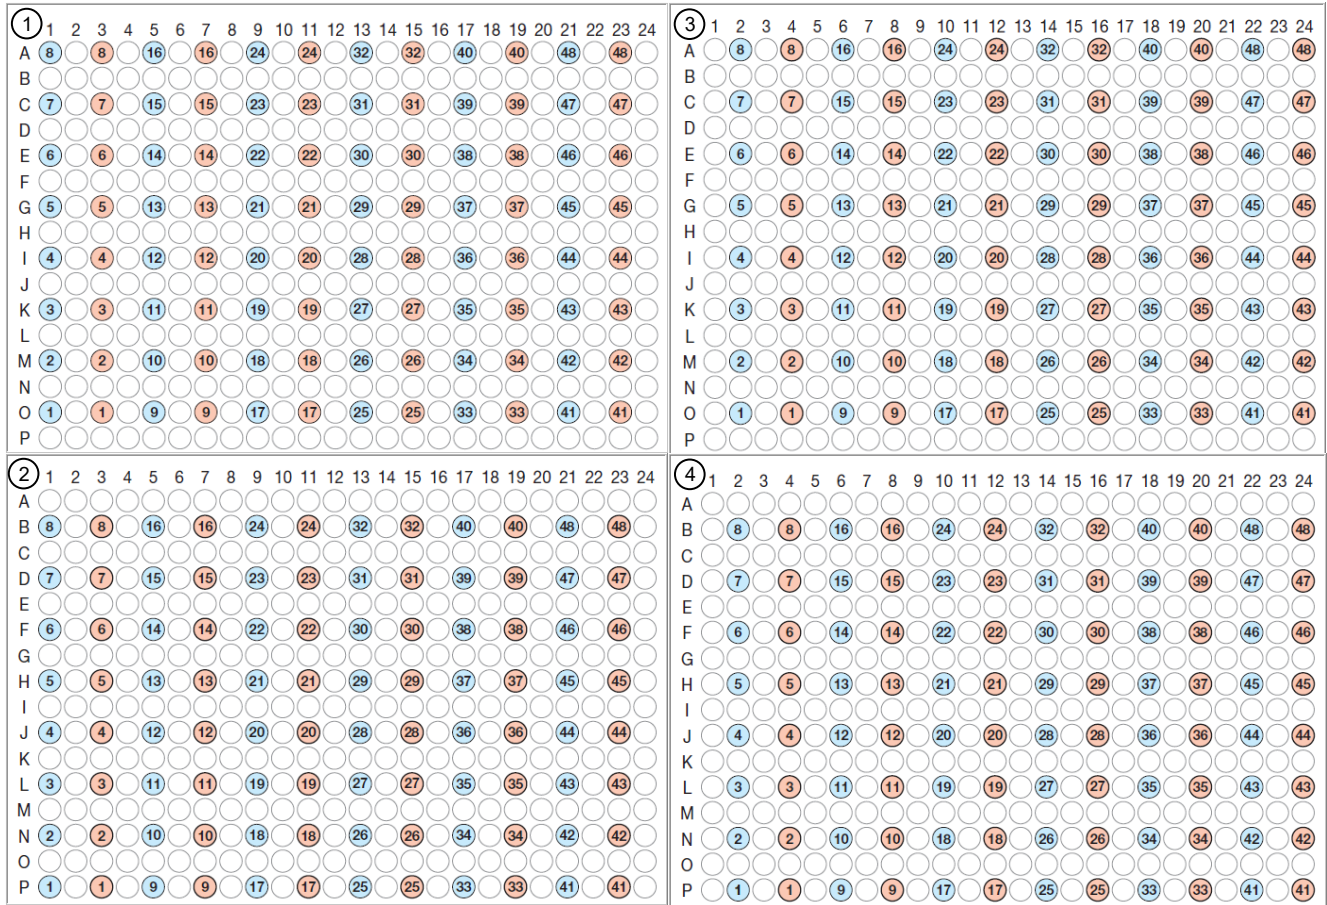 1
1 2 3 4 5 6 7 8 9 10 11 12 13 14 15 16 17 18 19 20 21 22 23 24
A 8 8 16 16 24 24 32 32 40 40 48 48
B
C 7 7 15 15 23 23 31 31 39 39 47 47
D
E 6 6 14 14 22 22 30 30 38 38 46 46
F
G 5 5 13 13 21 21 29 29 37 37 45 45
H
I 4 4 12 12 20 20 28 28 36 36 44 44
J
K 3 3 11 11 19 19 27 27 35 35 43 43
L
M 2 2 10 10 18 18 26 26 34 34 42 42
N
O 1 1 9 9 17 17 25 25 33 33 41 41
P
3
1 2 3 4 5 6 7 8 9 10 11 12 13 14 15 16 17 18 19 20 21 22 23 24
A 8 8 16 16 24 24 32 32 40 40 48 48
B
C 7 7 15 15 23 23 31 31 39 39 47 47
D
E 6 6 14 14 22 22 30 30 38 38 46 46
F
G 5 5 13 13 21 21 29 29 37 37 45 45
H
I 4 4 12 12 20 20 28 28 36 36 44 44
J
K 3 3 11 11 19 19 27 27 35 35 43 43
L
M 2 2 10 10 18 18 26 26 34 34 42 42
N
O 1 1 9 9 17 17 25 25 33 33 41 41
P
2
1 2 3 4 5 6 7 8 9 10 11 12 13 14 15 16 17 18 19 20 21 22 23 24
A
B 8 8 16 16 24 24 32 32 40 40 48 48
C
D 7 7 15 15 23 23 31 31 39 39 47 47
E
F 6 6 14 14 22 22 30 30 38 38 46 46
G
H 5 5 13 13 21 21 29 29 37 37 45 45
I
J 4 4 12 12 20 20 28 28 36 36 44 44
K
L 3 3 11 11 19 19 27 27 35 35 43 43
M
N 2 2 10 10 18 18 26 26 34 34 42 42
O
P 1 1 9 9 17 17 25 25 33 33 41 41
4
1 2 3 4 5 6 7 8 9 10 11 12 13 14 15 16 17 18 19 20 21 22 23 24
A
B 8 8 16 16 24 24 32 32 40 40 48 48
C
D 7 7 15 15 23 23 31 31 39 39 47 47
E
F 6 6 14 14 22 22 30 30 38 38 46 46
G
H 5 5 13 13 21 21 29 29 37 37 45 45
I
J 4 4 12 12 20 20 28 28 36 36 44 44
K
L 3 3 11 11 19 19 27 27 35 35 43 43
M
N 2 2 10 10 18 18 26 26 34 34 42 42
O
P 1 1 9 9 17 17 25 25 33 33 41 41